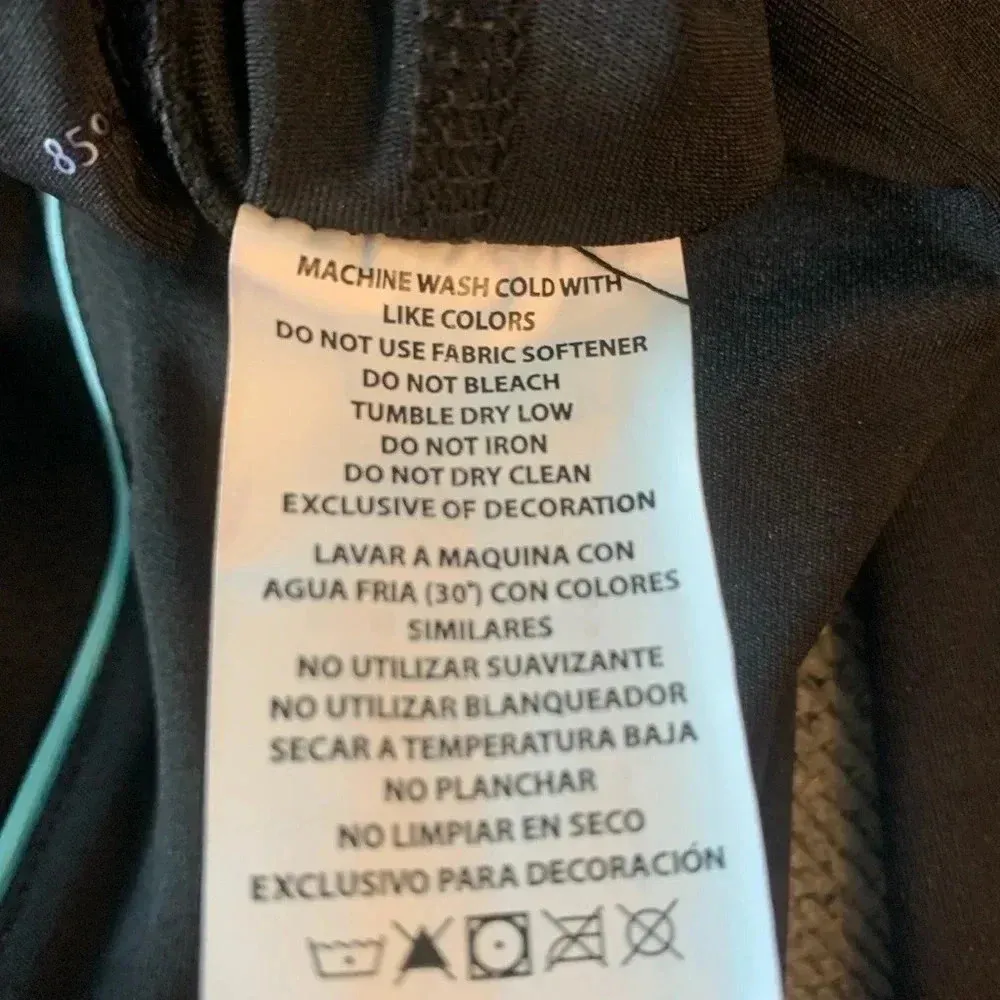 85%
MACHINE WASH COLD WITH
LIKE COLORS
DO NOT USE FABRIC SOFTENER
DO NOT BLEACH
TUMBLE DRY LOW
DO NOT IRON
DO NOT DRY CLEAN
EXCLUSIVE OF DECORATION
LAVAR A MAQUINA CON
AGUA FRIA (30°) CON COLORES
SIMILARES
NO UTILIZAR SUAVIZANTE
NO UTILIZAR BLANQUEADOR
SECAR A TEMPERATURA BAJA
NO PLANCHAR
NO LIMPIAR EN SECO
EXCLUSIVO PARA DECORACIÓN